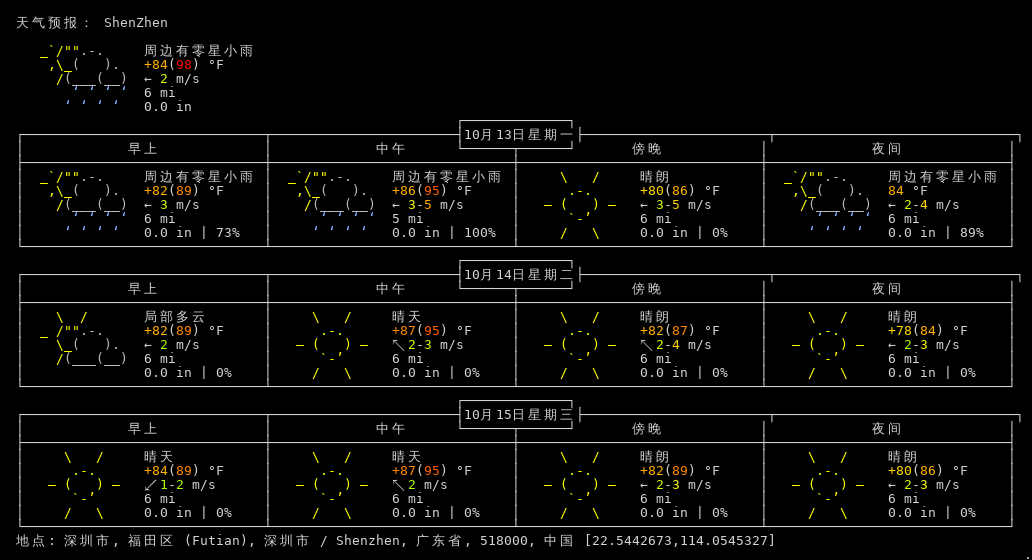 天气预报： ShenZhen
周边有零星小雨
+84(98) °F
← 2 m/s
6 mi
0.0 in
10月13日星期一
早上 中午 傍晚 夜间
周边有零星小雨 周边有零星小雨 晴朗 周边有零星小雨
+82(89) °F +86(95) °F +80(86) °F 84 °F
← 3 m/s ← 3-5 m/s ← 3-5 m/s ← 2-4 m/s
6 mi 5 mi 6 mi 6 mi
0.0 in | 73% 0.0 in | 100% 0.0 in | 0% 0.0 in | 89%
10月14日星期二
早上 中午 傍晚 夜间
局部多云 晴天 晴朗 晴朗
+82(89) °F +87(95) °F +82(87) °F +78(84) °F
← 2 m/s ↖ 2-3 m/s ↖ 2-4 m/s ← 2-3 m/s
6 mi 6 mi 6 mi 6 mi
0.0 in | 0% 0.0 in | 0% 0.0 in | 0% 0.0 in | 0%
10月15日星期三
早上 中午 傍晚 夜间
晴天 晴天 晴朗 晴朗
+84(89) °F +87(95) °F +82(89) °F +80(86) °F
↙ 1-2 m/s ↖ 2 m/s ← 2-3 m/s ← 2-3 m/s
6 mi 6 mi 6 mi 6 mi
0.0 in | 0% 0.0 in | 0% 0.0 in | 0% 0.0 in | 0%
地点: 深圳市, 福田区 (Futian), 深圳市 / Shenzhen, 广东省, 518000, 中国 [22.5442673,114.0545327]